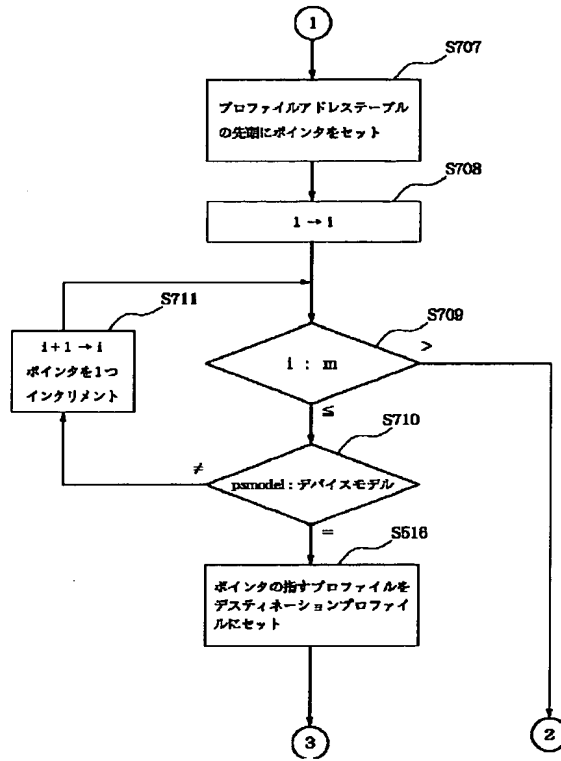 1
S707
プロファイルアドレステーブル
の先頭にポインタをセット
S708
1 → i
S711
i+1 → i
ポインタを1つ
インタリメント
S709
i : m
>
≦
S710
psmodel:デバイスモデル
≠
=
S516
ポインタの指すプロファイルを
デスティネーションプロファイ
ルにセット
3
2